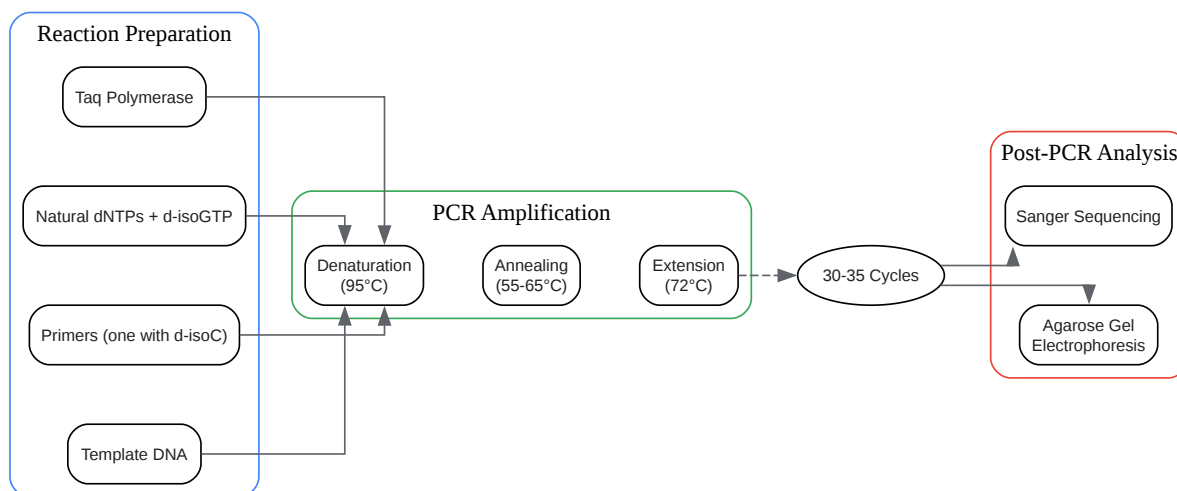 Reaction Preparation
Taq Polymerase
Natural dNTPs + d-isoGTP
Primers (one with d-isoC)
Template DNA
PCR Amplification
Denaturation
(95°C)
Annealing
(55-65°C)
Extension
(72°C)
30-35 Cycles
Post-PCR Analysis
Sanger Sequencing
Agarose Gel
Electrophoresis